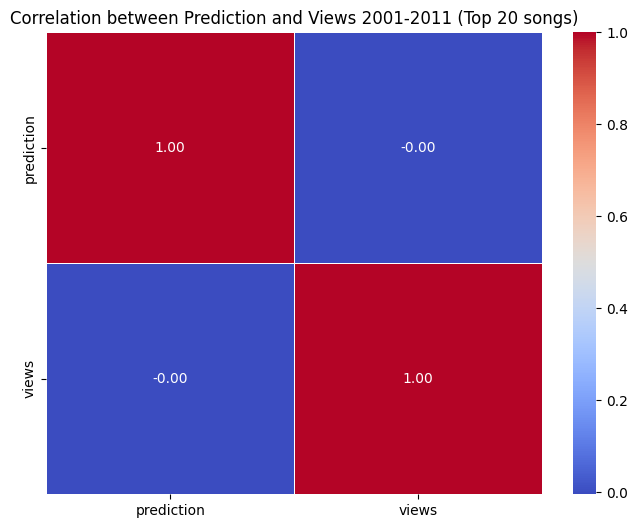 Correlation between Prediction and Views 2001-2011 (Top 20 songs)
prediction
1.00
-0.00
views
-0.00
1.00
prediction
views
1.0
0.8
0.6
0.4
0.2
0.0